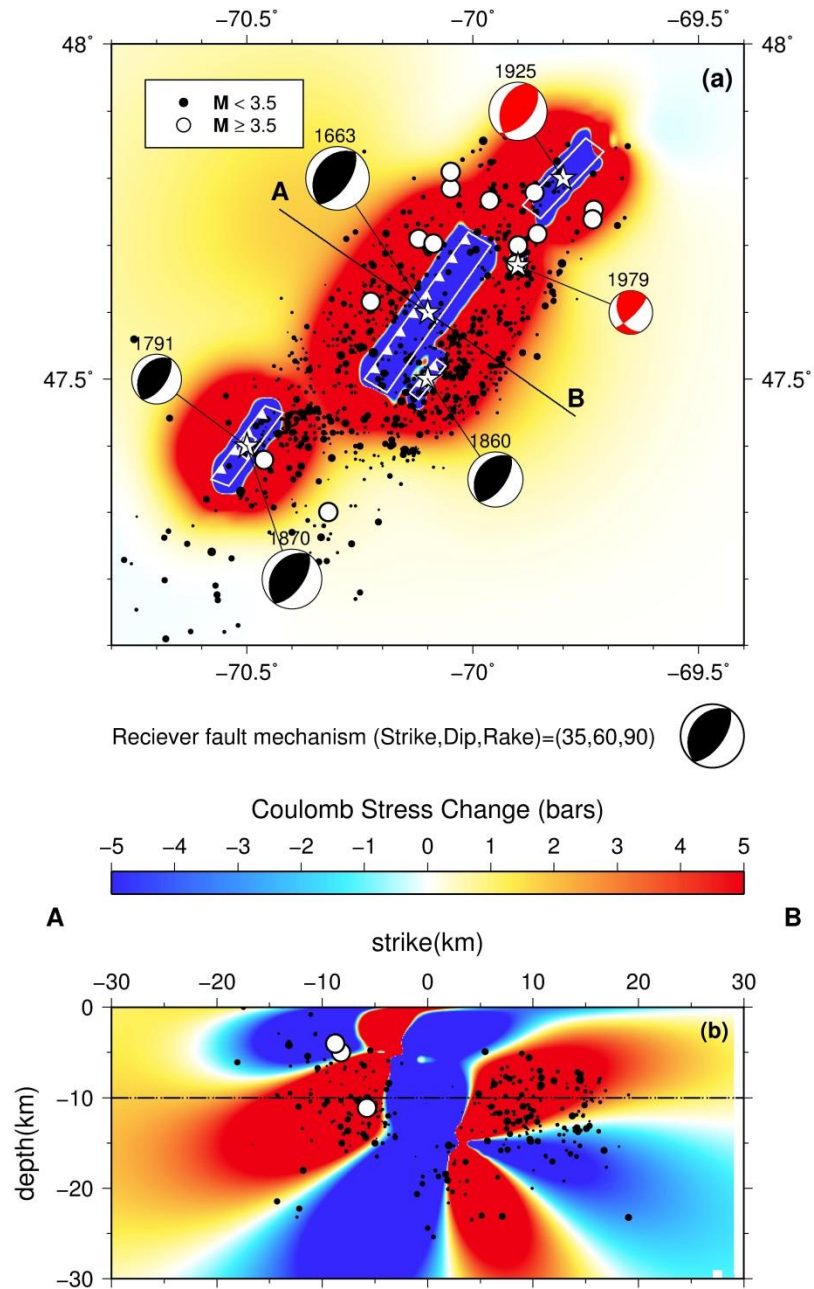 −70.5˚ −70˚ −69.5˚
48˚ 48˚
(a)
M < 3.5
M ≥ 3.5
1925
1663
A
1979
1791
47.5˚ 47.5˚
B
1860
1870
−70.5˚ −70˚ −69.5˚
Reciever fault mechanism (Strike,Dip,Rake)=(35,60,90)
Coulomb Stress Change (bars)
−5 −4 −3 −2 −1 0 1 2 3 4 5
A B
strike(km)
−30 −20 −10 0 10 20 30
0
(b)
−10
depth(km)
−20
−30